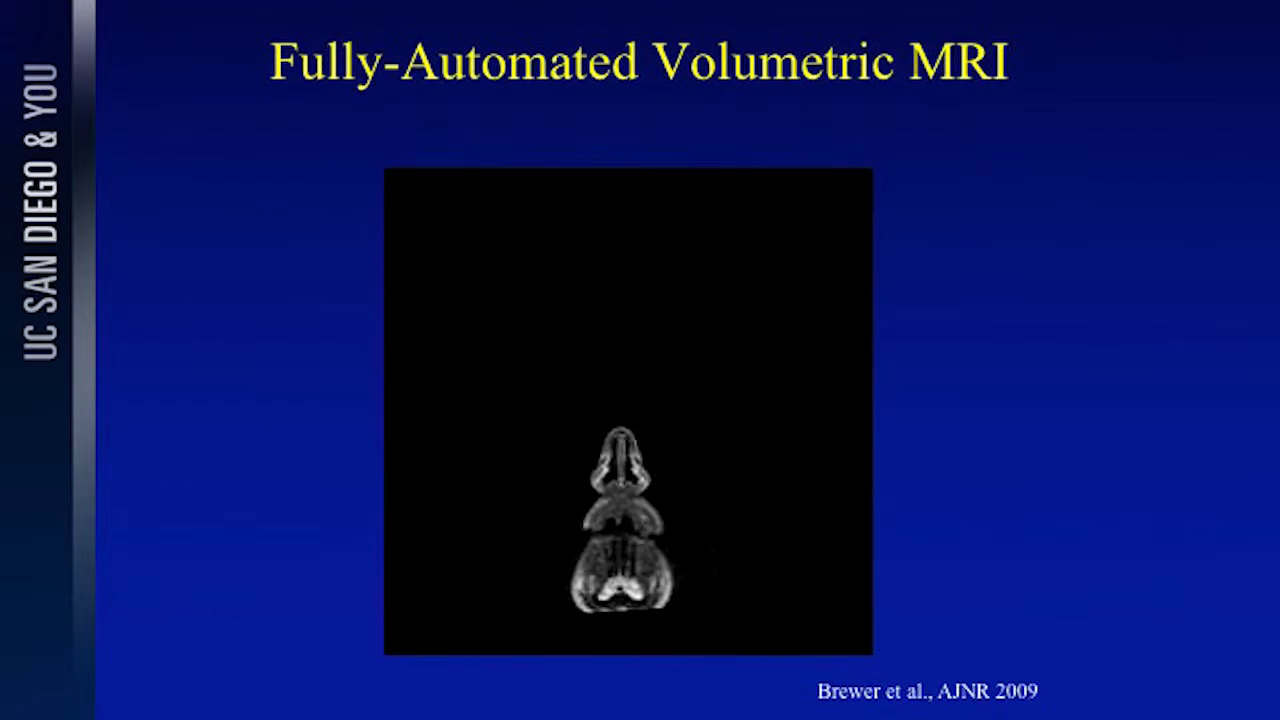 Fully-Automated Volumetric MRI
UC SAN DIEGO & YOU
Brewer et al., AJNR 2009